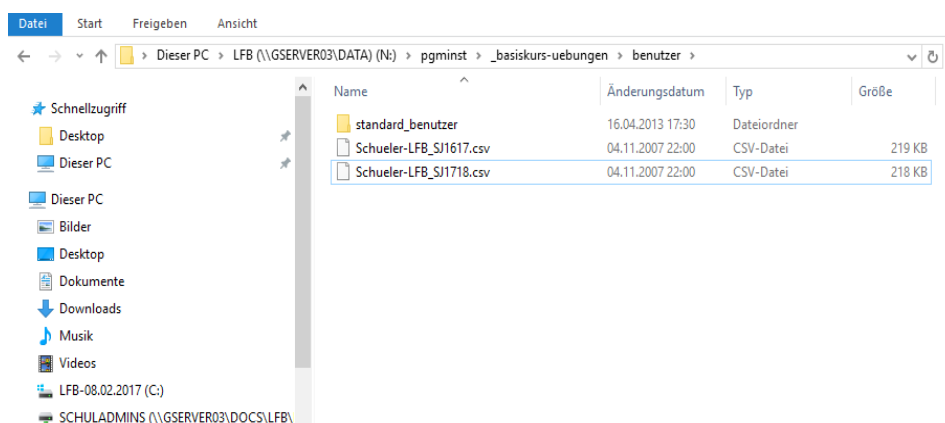 Datei Start Freigeben Ansicht
Dieser PC > LFB (\\GSERVER03\DATA) (N:) > pgminst > _basiskurs-uebungen > benutzer >
Name Änderungsdatum Typ Größe
standard_benutzer 16.04.2013 17:30 Dateiordner
Schueler-LFB_SJ1617.csv 04.11.2007 22:00 CSV-Datei 219 KB
Schueler-LFB_SJ1718.csv 04.11.2007 22:00 CSV-Datei 218 KB
Schnellzugriff
Desktop
Dieser PC
Dieser PC
Bilder
Desktop
Dokumente
Downloads
Musik
Videos
LFB-08.02.2017 (C:)
SCHULADMINS (\\GSERVER03\DOCS\LFB\